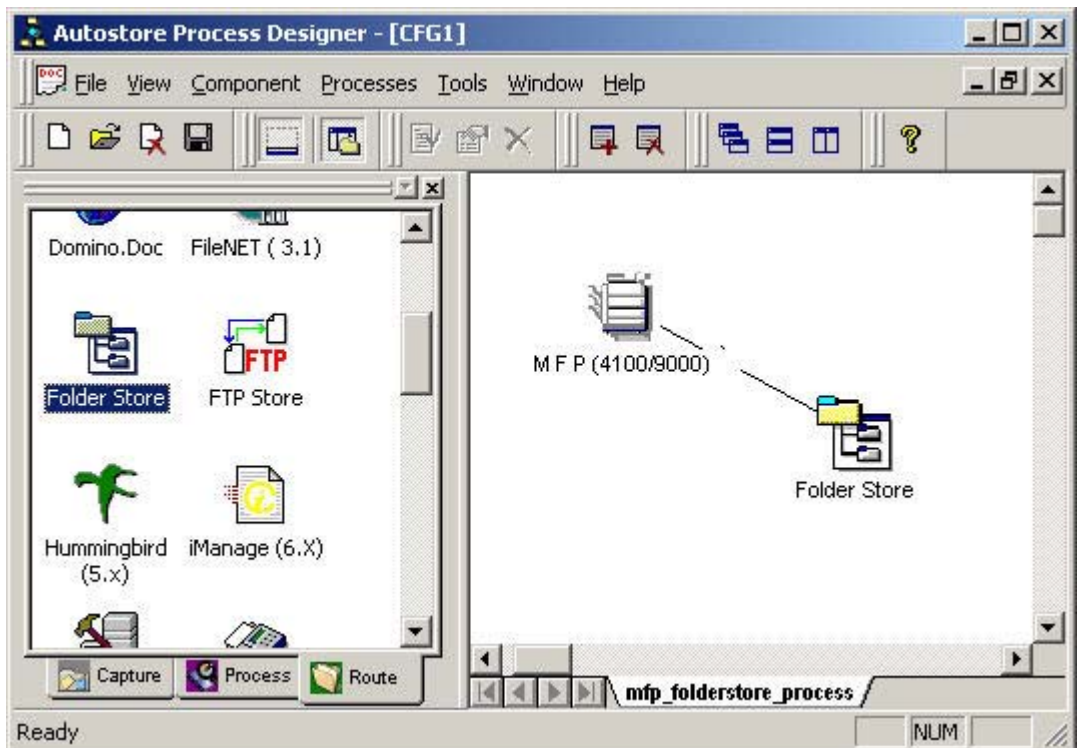 Autostore Process Designer - [CFG1]
DOC
File View Component Processes Tools Window Help
Domino.Doc
FileNET ( 3.1)
Folder Store
FTP
FTP Store
Hummingbird
(5.x)
iManage (6.X)
Capture
Process
Route
M F P (4100/9000)
Folder Store
mfp_folderstore_process
Ready
NUM